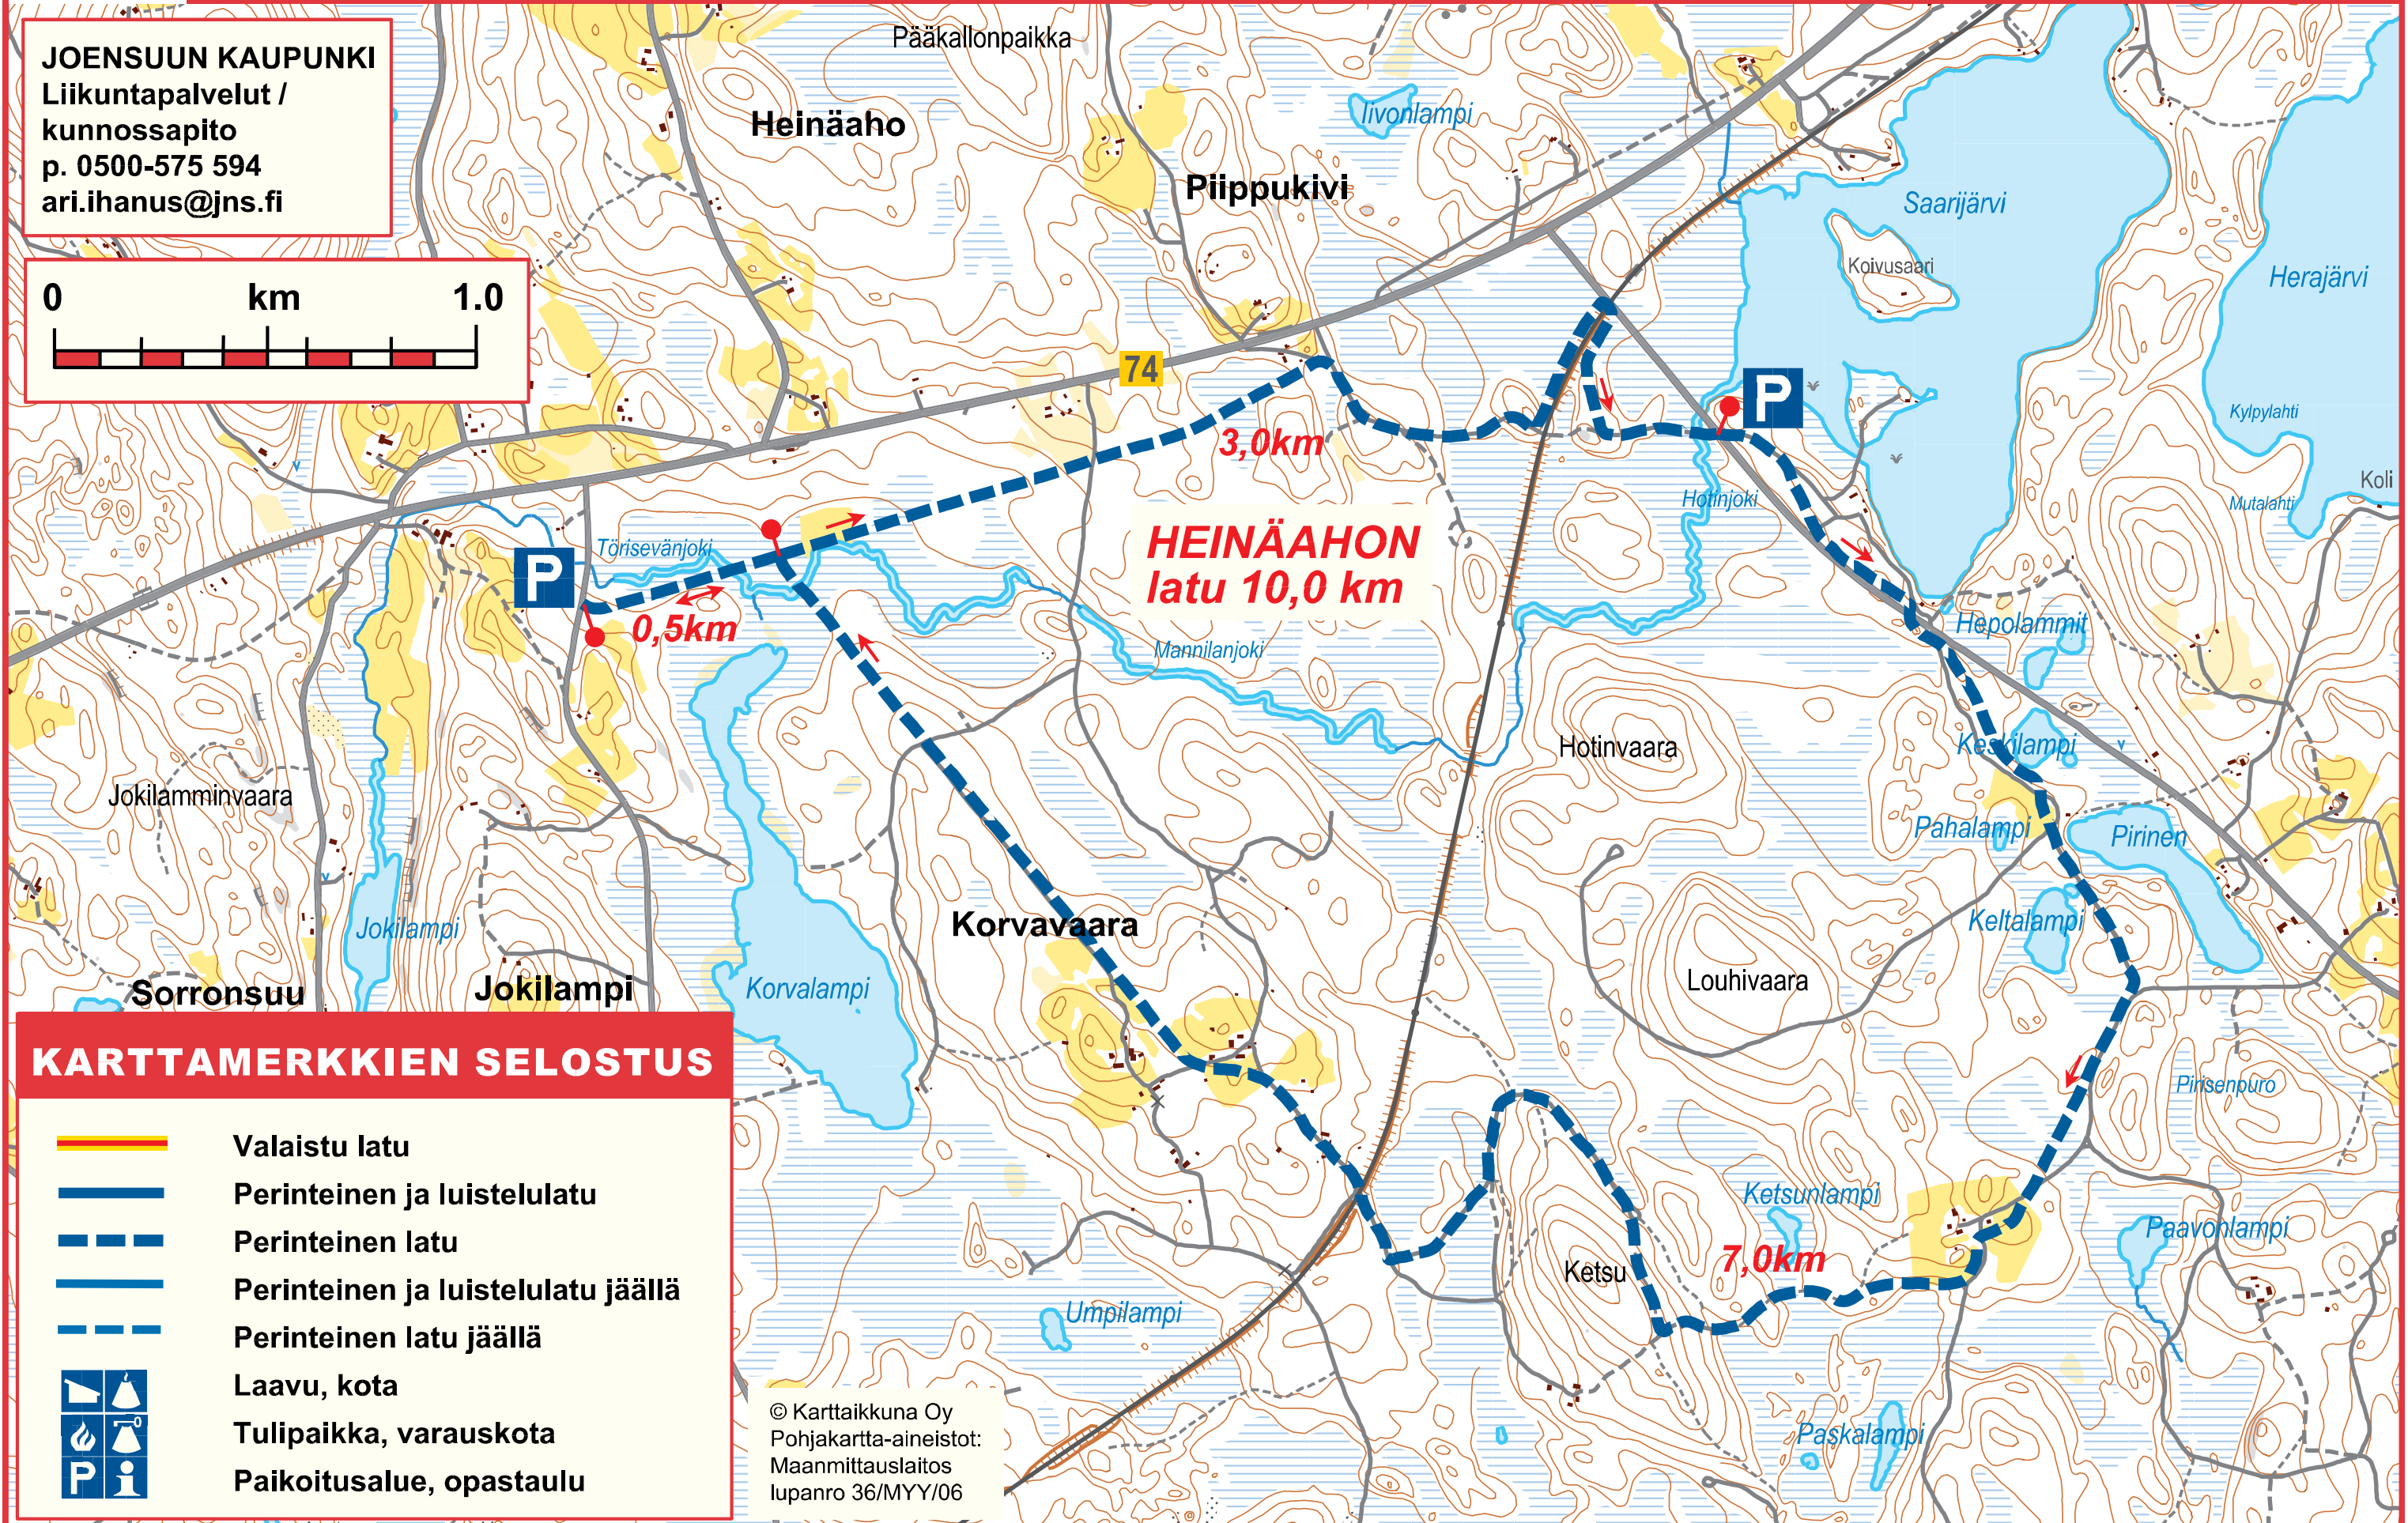 JOENSUUN KAUPUNKI
Liikuntapalvelut /
kunnossapito
p. 0500-575 594
ari.ihanus@jns.fi
0 km 1.0
Pääkallonpaikka
Heinäaho
Iivonlampi
Piippukivi
Saarijärvi
Koivusaari
Herajärvi
74
P
Kylpylahti
3,0km
Koli
Hotinjoki
Mutalahti
HEINÄAHON
latu 10,0 km
Törisevänjoki
P
0,5km
Hepolammit
Mannilanjoki
Hotinvaara
Keskilampi
Jokilamminvaara
Pahalampi
Pirinen
Jokilampi
Korvavaara
Keltalampi
Louhivaara
Sorronsuu
Jokilampi
Korvalampi
Pirisenpuro
Ketsunlampi
Paavonlampi
7,0km
Ketsu
Umpilampi
Paskalampi
KARTTAMERKKIEN SELOSTUS
Valaistu latu
Perinteinen ja luistelulatu
Perinteinen latu
Perinteinen ja luistelulatu jäällä
Perinteinen latu jäällä
Laavu, kota
Tulipaikka, varauskota
P i Paikoitusalue, opastaulu
© Karttaikkuna Oy
Pohjakartta-aineistot:
Maanmittauslaitos
lupanro 36/MYY/06